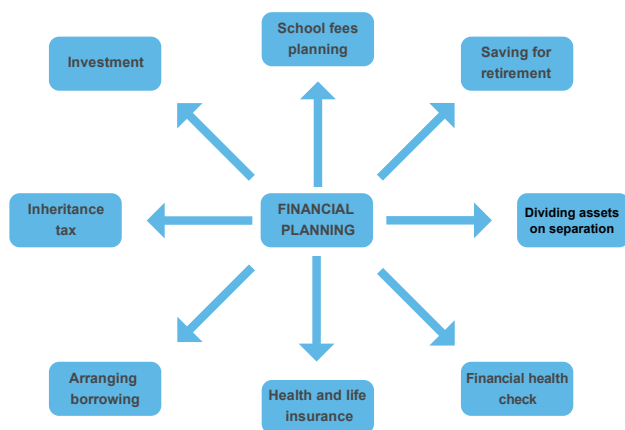 School fees
planning
Investment
Saving for
retirement
Inheritance
tax
FINANCIAL
PLANNING
Dividing assets
on separation
Arranging
borrowing
Health and life
insurance
Financial health
check